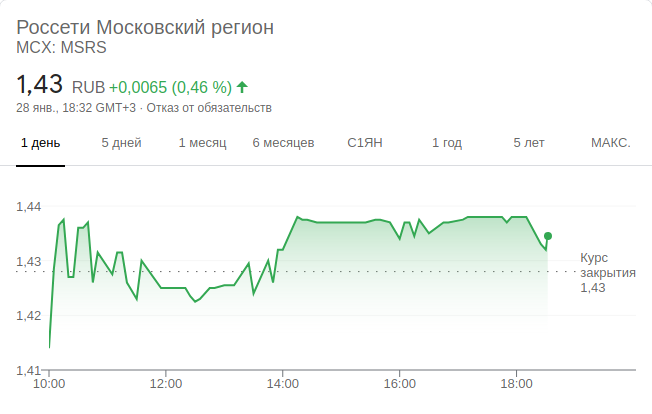 Россети Московский регион
MCX: MSRS
1,43 RUB +0,0065 (0,46 %)
28 янв., 18:32 GMT+3 · Отказ от обязательств
1 день 5 дней 1 месяц 6 месяцев С1ЯН 1 год 5 лет МАКС.
1,44
1,43
1,42
1,41
Курс
закрытия
1,43
10:00 12:00 14:00 16:00 18:00